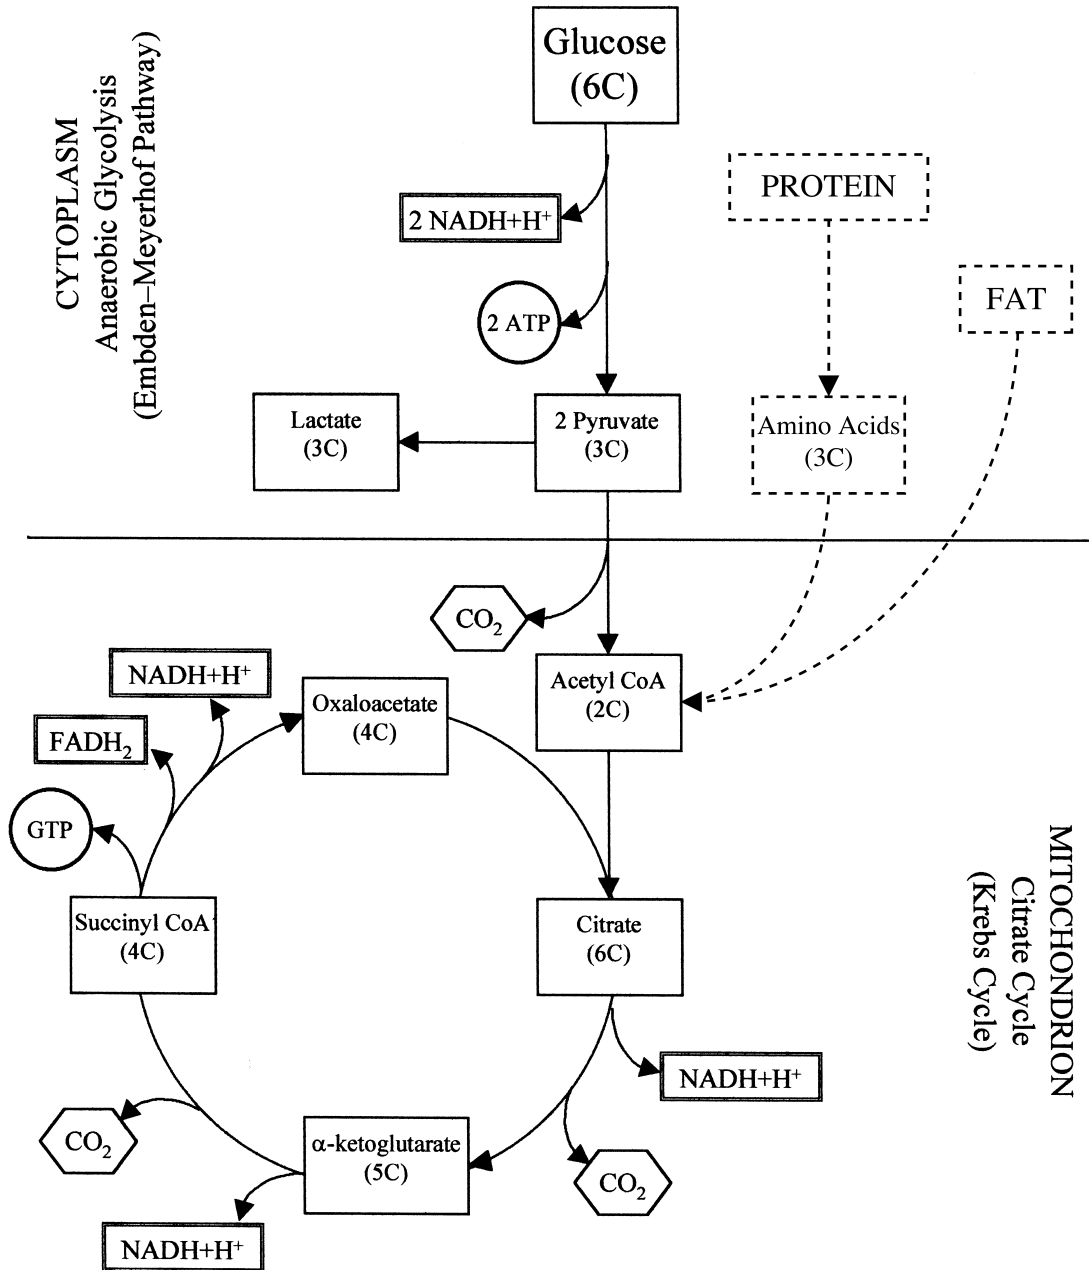 Glucose
(6C)
CYTOPLASM
Anaerobic Glycolysis
(Embden–Meyerhof Pathway)
PROTEIN
2 NADH+H⁺
FAT
2 ATP
Lactate
(3C)
2 Pyruvate
(3C)
Amino Acids
(3C)
CO₂
NADH+H⁺
Oxaloacetate
(4C)
Acetyl CoA
(2C)
FADH₂
GTP
MITOCHONDRION
Citrate Cycle
(Krebs Cycle)
Succinyl CoA
(4C)
Citrate
(6C)
NADH+H⁺
CO₂
α-ketoglutarate
(5C)
CO₂
NADH+H⁺